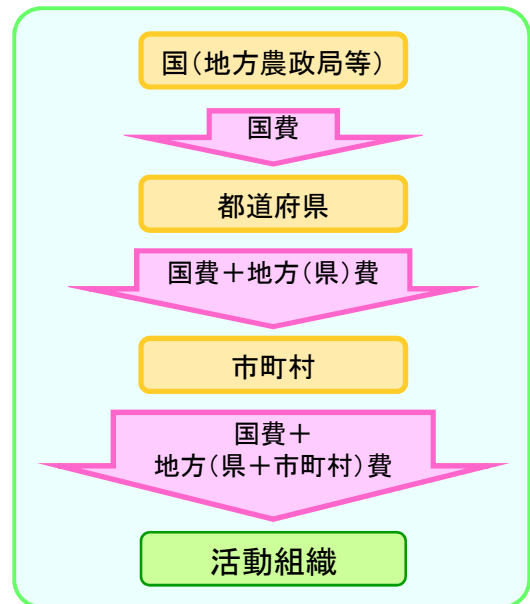 国（地方農政局等）
国費
都道府県
国費＋地方（県）費
市町村
国費＋
地方（県＋市町村）費
活動組織